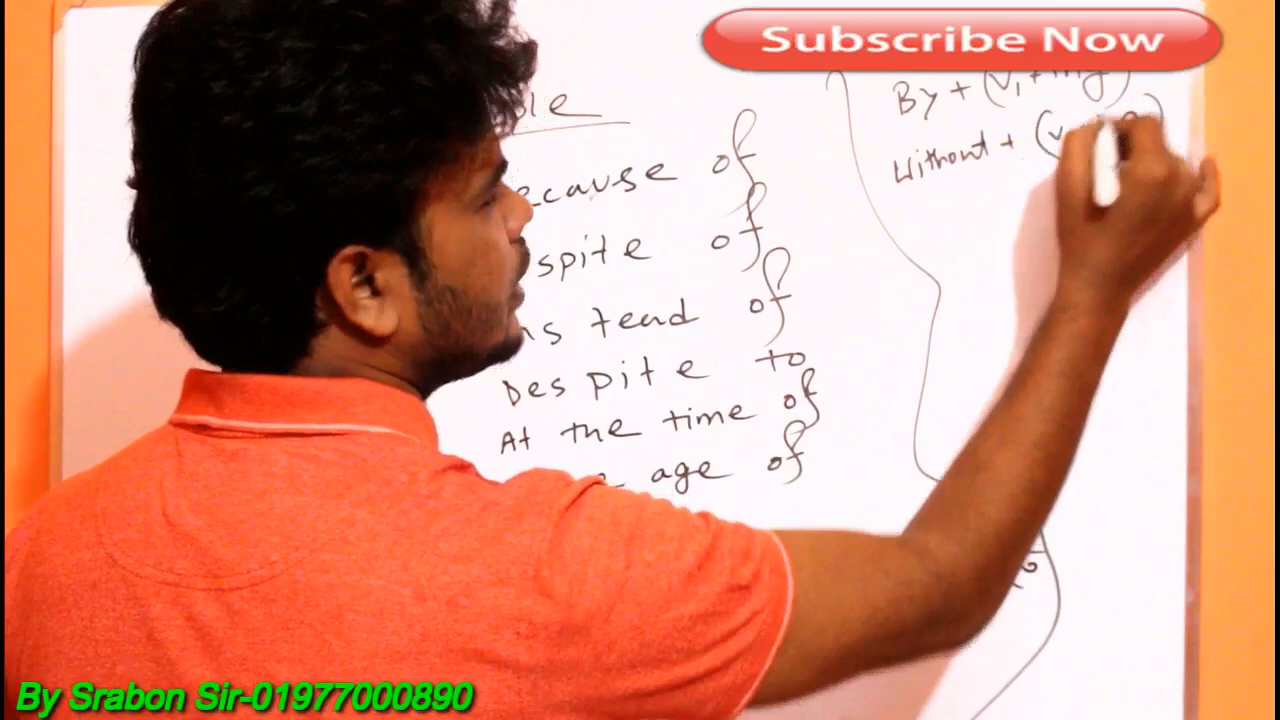 Subscribe Now
ecause of
spite of
tead of
Despite to
At the time of
age of
By + (V1 + ing)
Without + (V
By Srabon Sir-01977000890